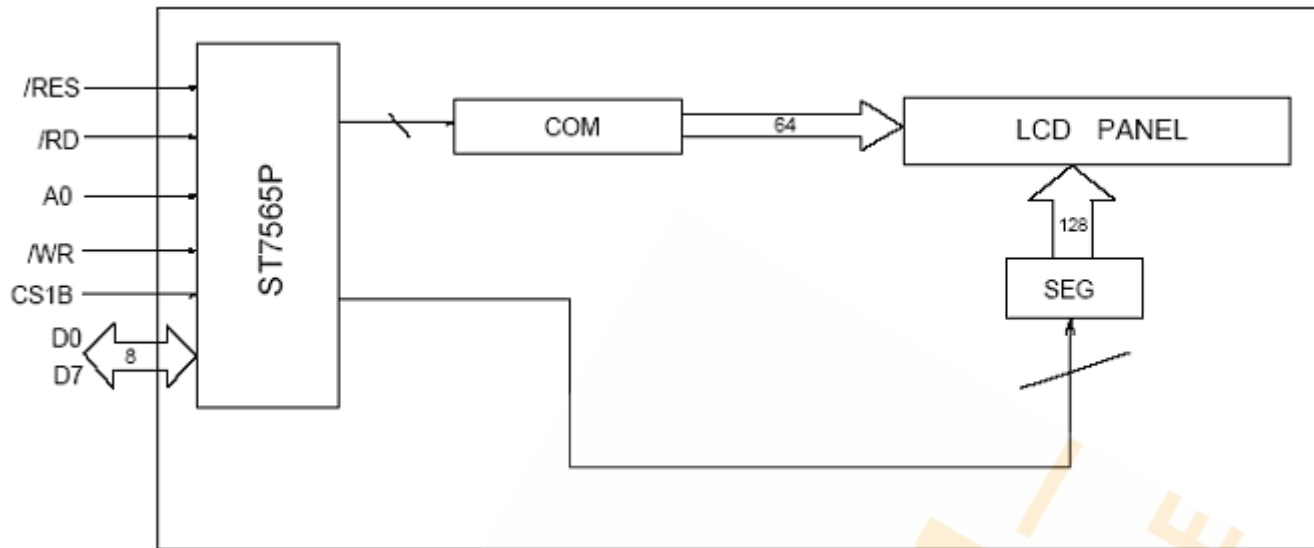 /RES
/RD
A0
/WR
CS1B
D0
D7
8
ST7565P
COM
64
LCD PANEL
128
SEG